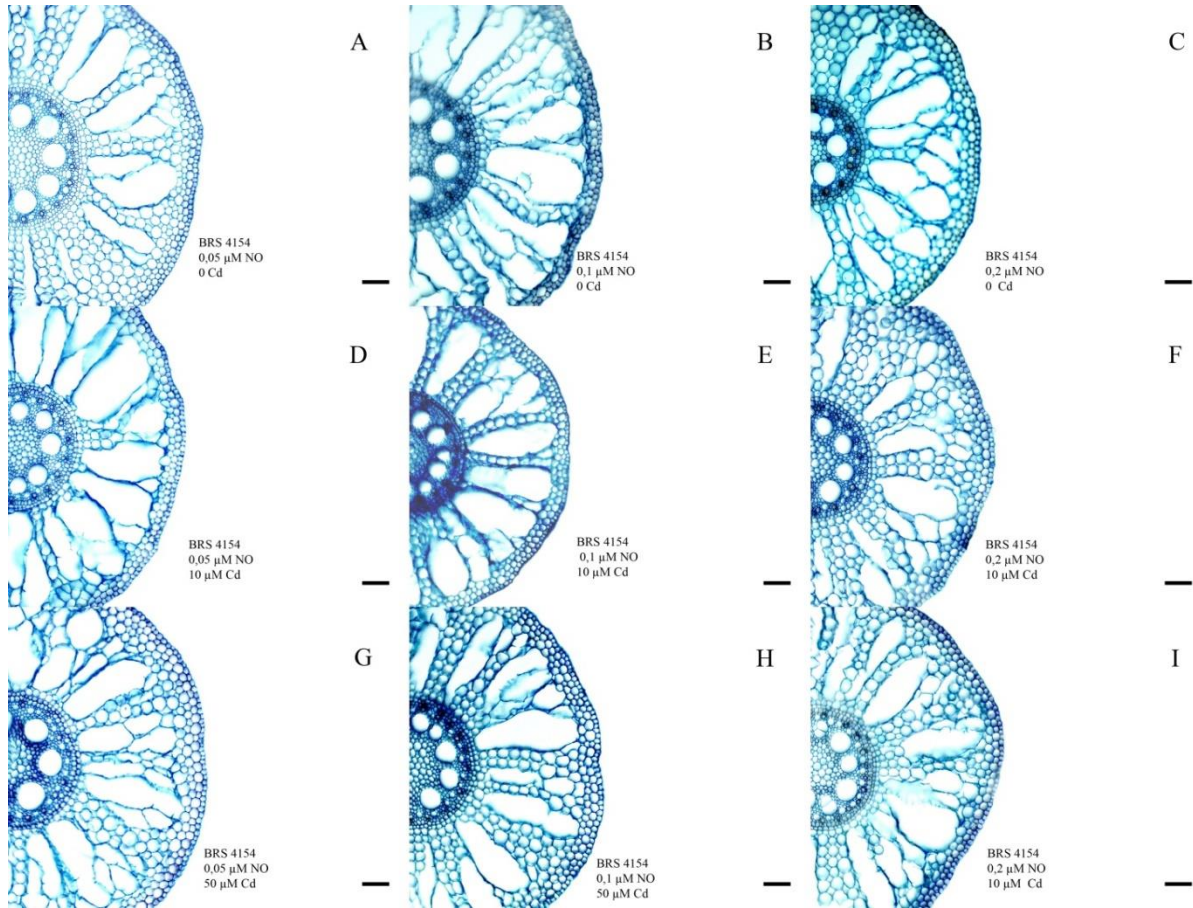 A
BRS 4154
0,05 µM NO
0 Cd
B
BRS 4154
0,1 µM NO
0 Cd
C
BRS 4154
0,2 µM NO
0 Cd
D
BRS 4154
0,05 µM NO
10 µM Cd
E
BRS 4154
0,1 µM NO
10 µM Cd
F
BRS 4154
0,2 µM NO
10 µM Cd
G
BRS 4154
0,05 µM NO
50 µM Cd
H
BRS 4154
0,1 µM NO
50 µM Cd
I
BRS 4154
0,2 µM NO
10 µM Cd